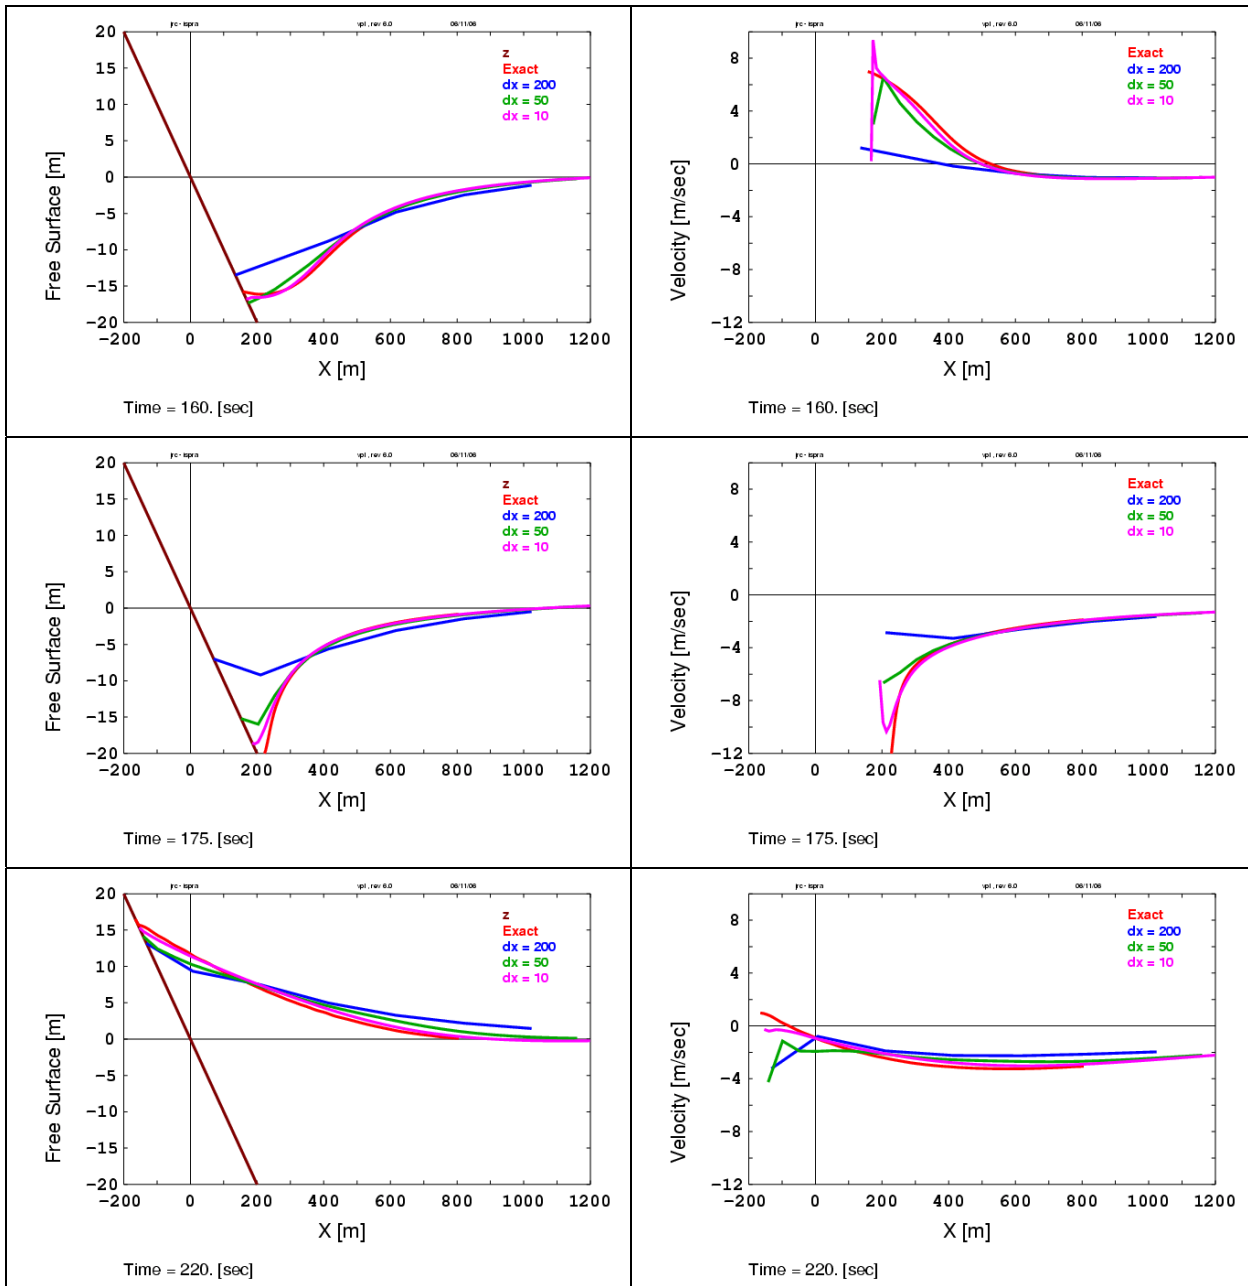 jrc-ispra vpl, rev 6.0 06/11/06
20
15
10
5
0
-5
-10
-15
-20
-200 0 200 400 600 800 1000 1200
Free Surface [m]
X [m]
z
Exact
dx = 200
dx = 50
dx = 10
Time = 160. [sec]
jrc-ispra vpl, rev 6.0 06/11/06
8
4
0
-4
-8
-12
-200 0 200 400 600 800 1000 1200
Velocity [m/sec]
X [m]
Exact
dx = 200
dx = 50
dx = 10
Time = 160. [sec]
jrc-ispra vpl, rev 6.0 06/11/06
20
15
10
5
0
-5
-10
-15
-20
-200 0 200 400 600 800 1000 1200
Free Surface [m]
X [m]
z
Exact
dx = 200
dx = 50
dx = 10
Time = 175. [sec]
jrc-ispra vpl, rev 6.0 06/11/06
8
4
0
-4
-8
-12
-200 0 200 400 600 800 1000 1200
Velocity [m/sec]
X [m]
Exact
dx = 200
dx = 50
dx = 10
Time = 175. [sec]
jrc-ispra vpl, rev 6.0 06/11/06
20
15
10
5
0
-5
-10
-15
-20
-200 0 200 400 600 800 1000 1200
Free Surface [m]
X [m]
z
Exact
dx = 200
dx = 50
dx = 10
Time = 220. [sec]
jrc-ispra vpl, rev 6.0 06/11/06
8
4
0
-4
-8
-12
-200 0 200 400 600 800 1000 1200
Velocity [m/sec]
X [m]
Exact
dx = 200
dx = 50
dx = 10
Time = 220. [sec]